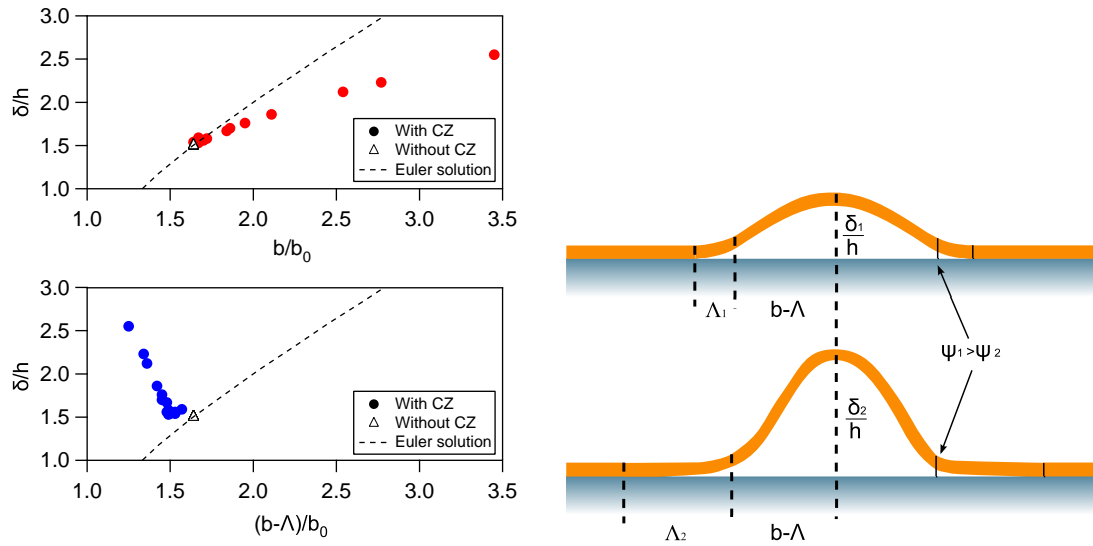 3.0
2.5
2.0
1.5
1.0
δ/h
1.0 1.5 2.0 2.5 3.0 3.5
b/b0
With CZ
Without CZ
Euler solution
3.0
2.5
2.0
1.5
1.0
δ/h
1.0 1.5 2.0 2.5 3.0 3.5
(b-Λ)/b0
With CZ
Without CZ
Euler solution
δ1
h
Λ1 b-Λ
ψ1>ψ2
δ2
h
Λ2 b-Λ